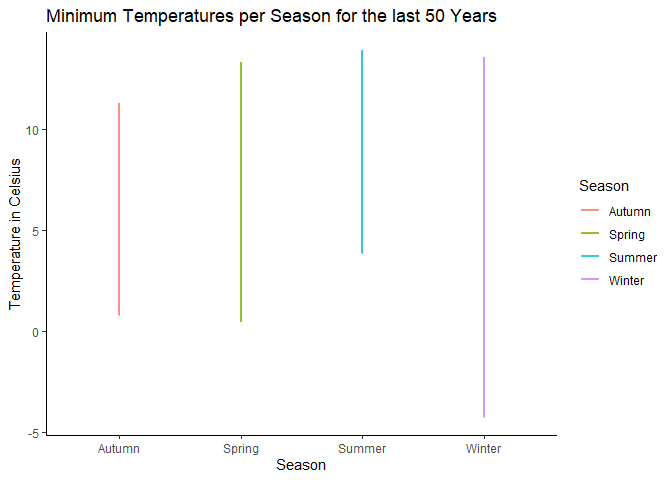 Minimum Temperatures per Season for the last 50 Years
Temperature in Celsius
10
5
0
-5
Autumn Spring Summer Winter
Season
Season
Autumn
Spring
Summer
Winter